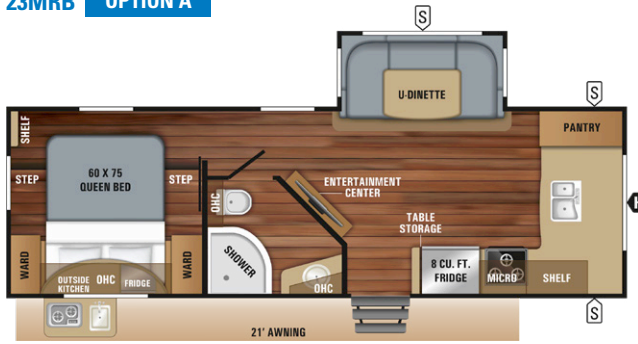 23MRB OPTION A
S
U-DINETTE
S
SHELF
PANTRY
STEP
60 X 75
QUEEN BED
STEP
ENTERTAINMENT
CENTER
OHC
TABLE
STORAGE
SHOWER
WARD
WARD
8 CU. FT.
FRIDGE
MICRO
SHELF
OUTSIDE
KITCHEN
OHC
FRIDGE
OHC
S
21' AWNING